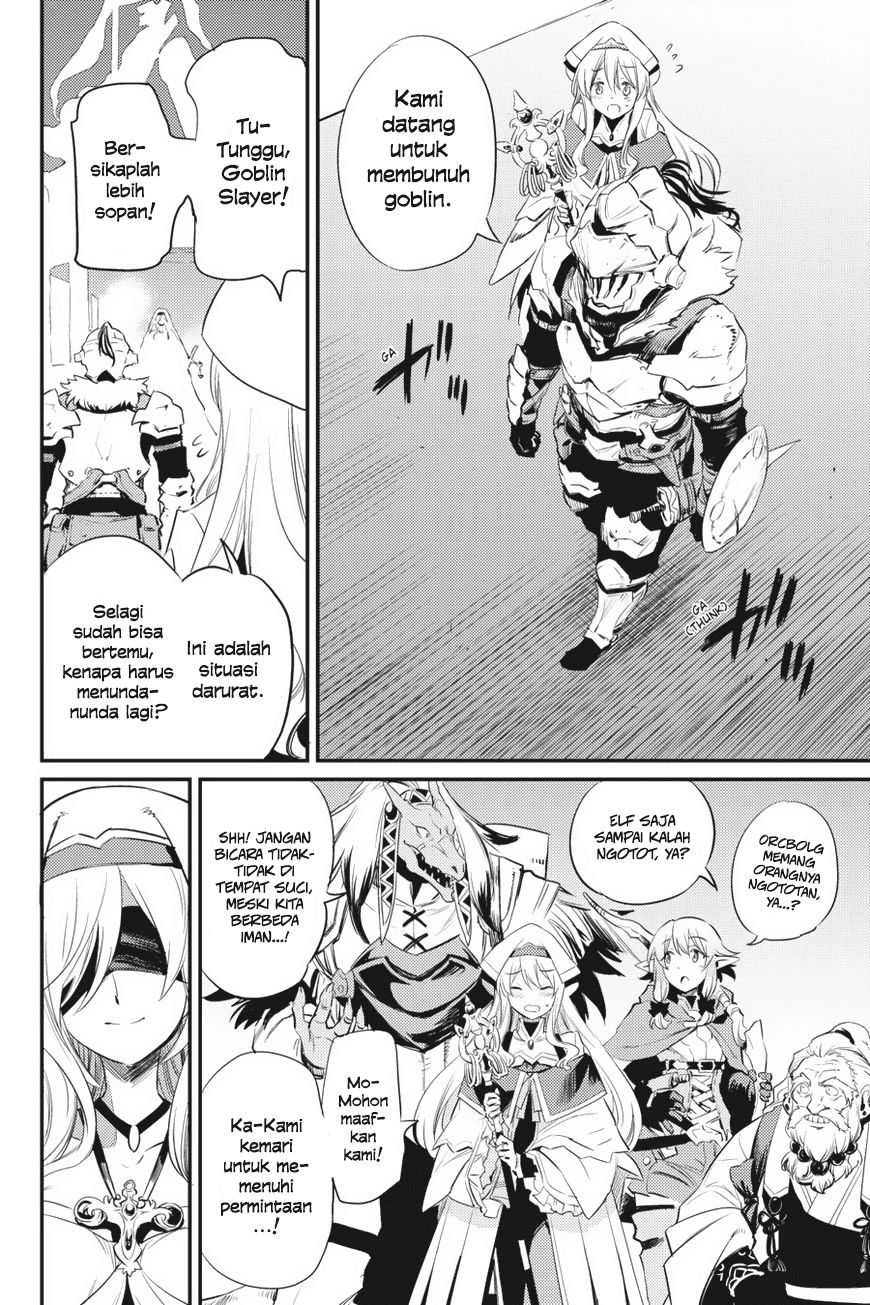 Kami
datang
untuk
membunuh
goblin.
GA
GA
(THUNK)
Tu-
Tunggu,
Goblin
Slayer!
Ber-
sikaplah
lebih
sopan!
Ini adalah
situasi
darurat.
Selagi
sudah bisa
bertemu,
kenapa harus
menunda-
nunda lagi?
ORCBOLG
MEMANG
ORANGNYA
NGOTOTAN,
YA...?
ELF SAJA
SAMPAI KALAH
NGOTOT, YA?
SHH! JANGAN
BICARA TIDAK-
TIDAK DI
TEMPAT SUCI,
MESKI KITA
BERBEDA
IMAN...!
Mo-
Mohon
maaf-
kan
kami!
Ka-Kami
kemari
untuk me-
menuhi
permintaan
...!